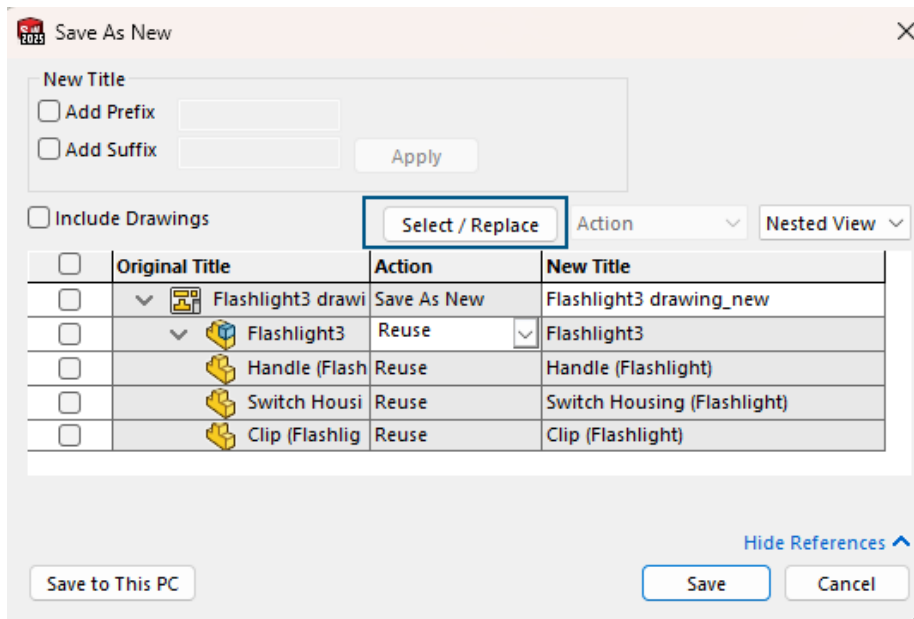 SW 2025 Save As New
New Title
Add Prefix
Add Suffix
Apply
Include Drawings Select / Replace Action Nested View
Original Title Action New Title
Flashlight3 drawi Save As New Flashlight3 drawing_new
Flashlight3 Reuse Flashlight3
Handle (Flash Reuse Handle (Flashlight)
Switch Housi Reuse Switch Housing (Flashlight)
Clip (Flashlig Reuse Clip (Flashlight)
Hide References
Save to This PC Save Cancel